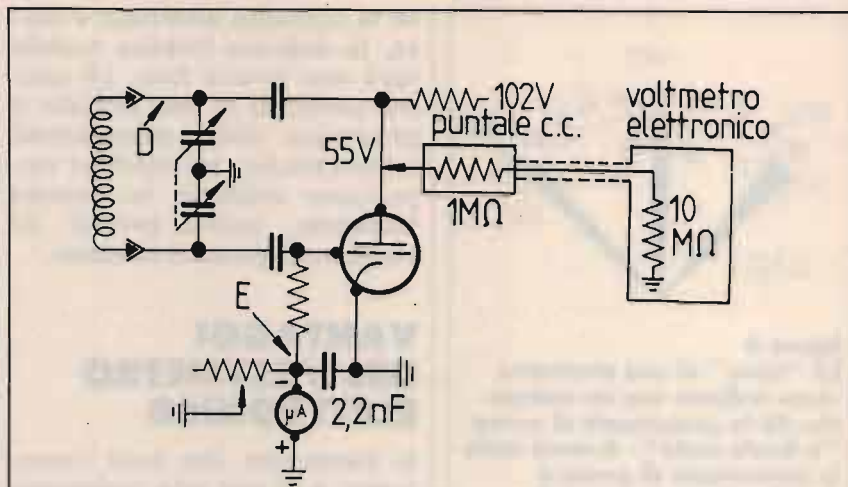 102V
puntale c.c.
voltmetro
elettronico
D
55V
1MΩ
10
MΩ
E
-
2,2nF
μA
+